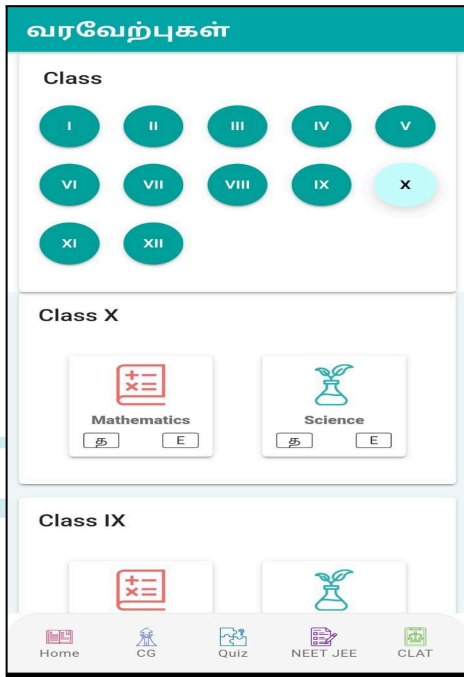 வரவேற்புகள்
Class
I II III IV V
VI VII VIII IX X
XI XII
Class X
Mathematics Science
த E த E
Class IX
Home CG Quiz NEET JEE CLAT